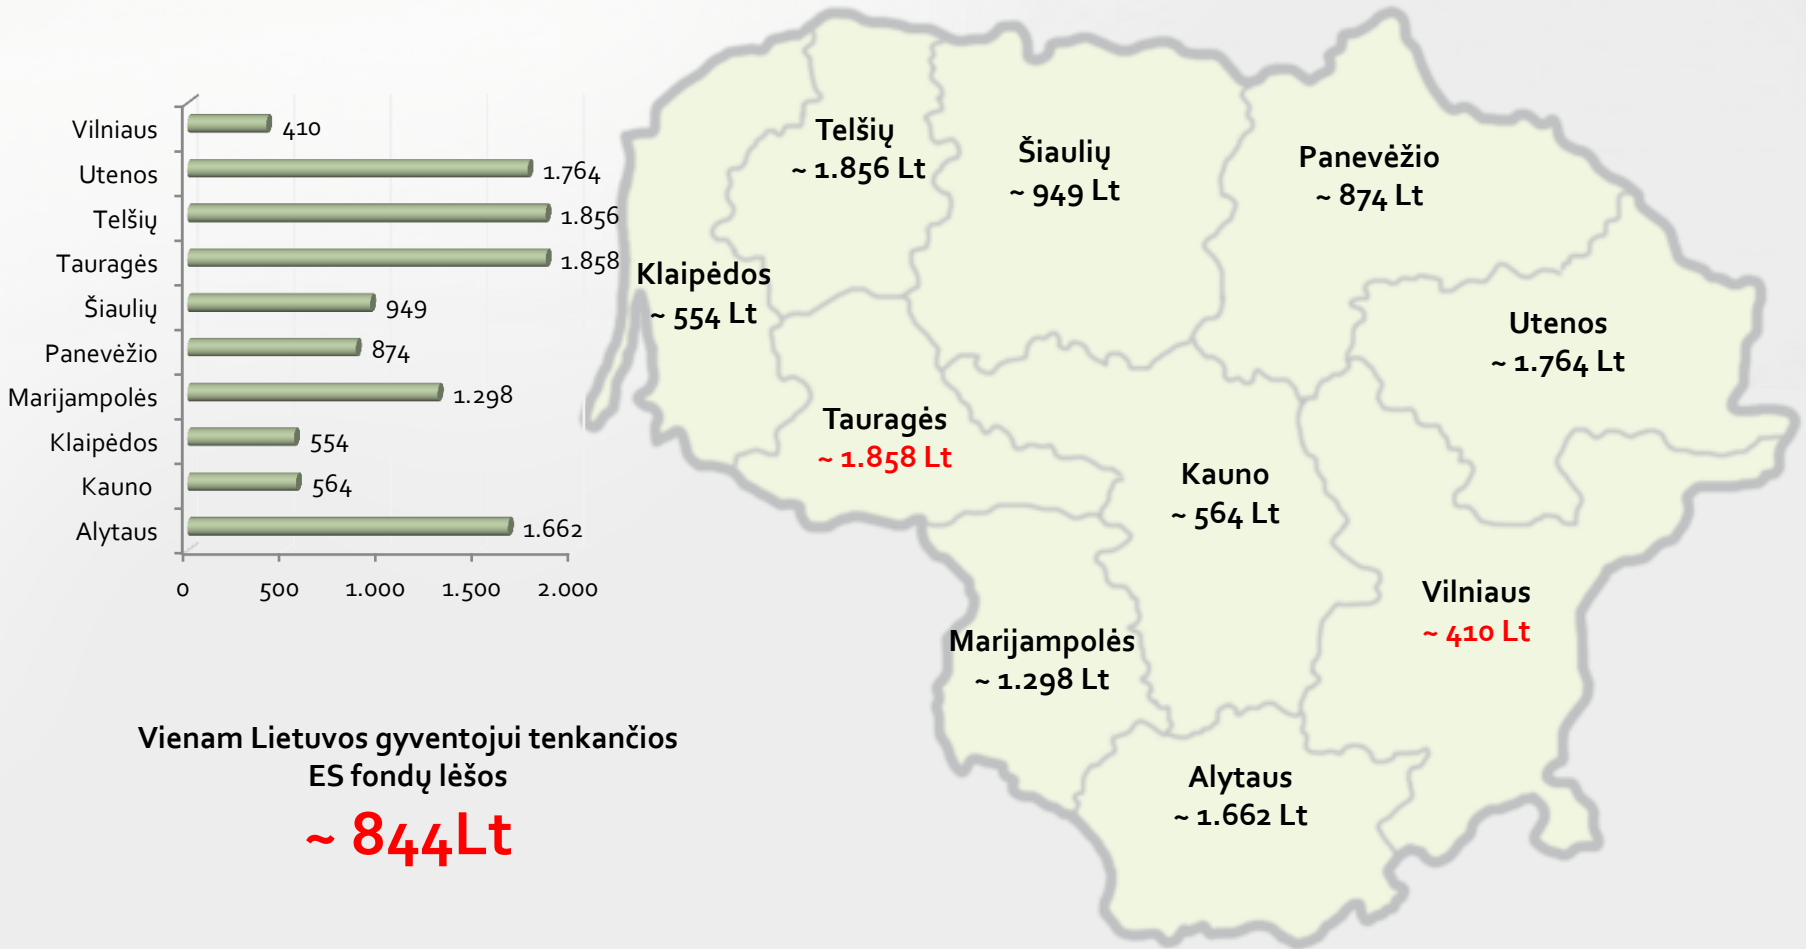 Vilniaus 410
Utenos 1.764
Telšių 1.856
Tauragės 1.858
Šiaulių 949
Panevėžio 874
Marijampolės 1.298
Klaipėdos 554
Kauno 564
Alytaus 1.662
0 500 1.000 1.500 2.000
Vienam Lietuvos gyventojui tenkančios
ES fondų lėšos
~ 844Lt
Telšių
~ 1.856 Lt
Šiaulių
~ 949 Lt
Panevėžio
~ 874 Lt
Klaipėdos
~ 554 Lt
Utenos
~ 1.764 Lt
Tauragės
~ 1.858 Lt
Kauno
~ 564 Lt
Vilniaus
~ 410 Lt
Marijampolės
~ 1.298 Lt
Alytaus
~ 1.662 Lt